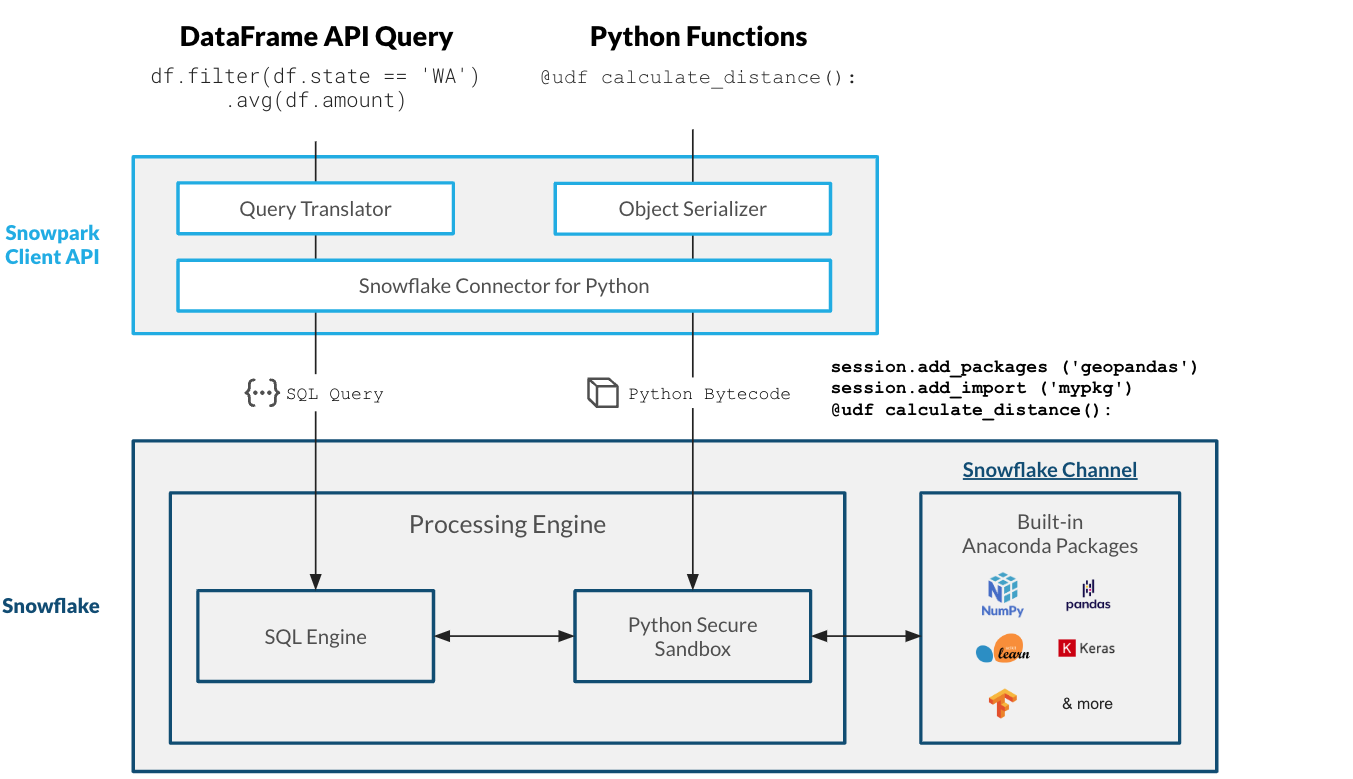 DataFrame API Query
df.filter(df.state == 'WA')
.avg(df.amount)
Python Functions
@udf calculate_distance():
Snowpark
Client API
Query Translator
Object Serializer
Snowflake Connector for Python
{···} SQL Query
Python Bytecode
session.add_packages ('geopandas')
session.add_import ('mypkg')
@udf calculate_distance():
Snowflake
Processing Engine
SQL Engine
Python Secure
Sandbox
Snowflake Channel
Built-in
Anaconda Packages
NumPy
pandas
learn
K Keras
& more